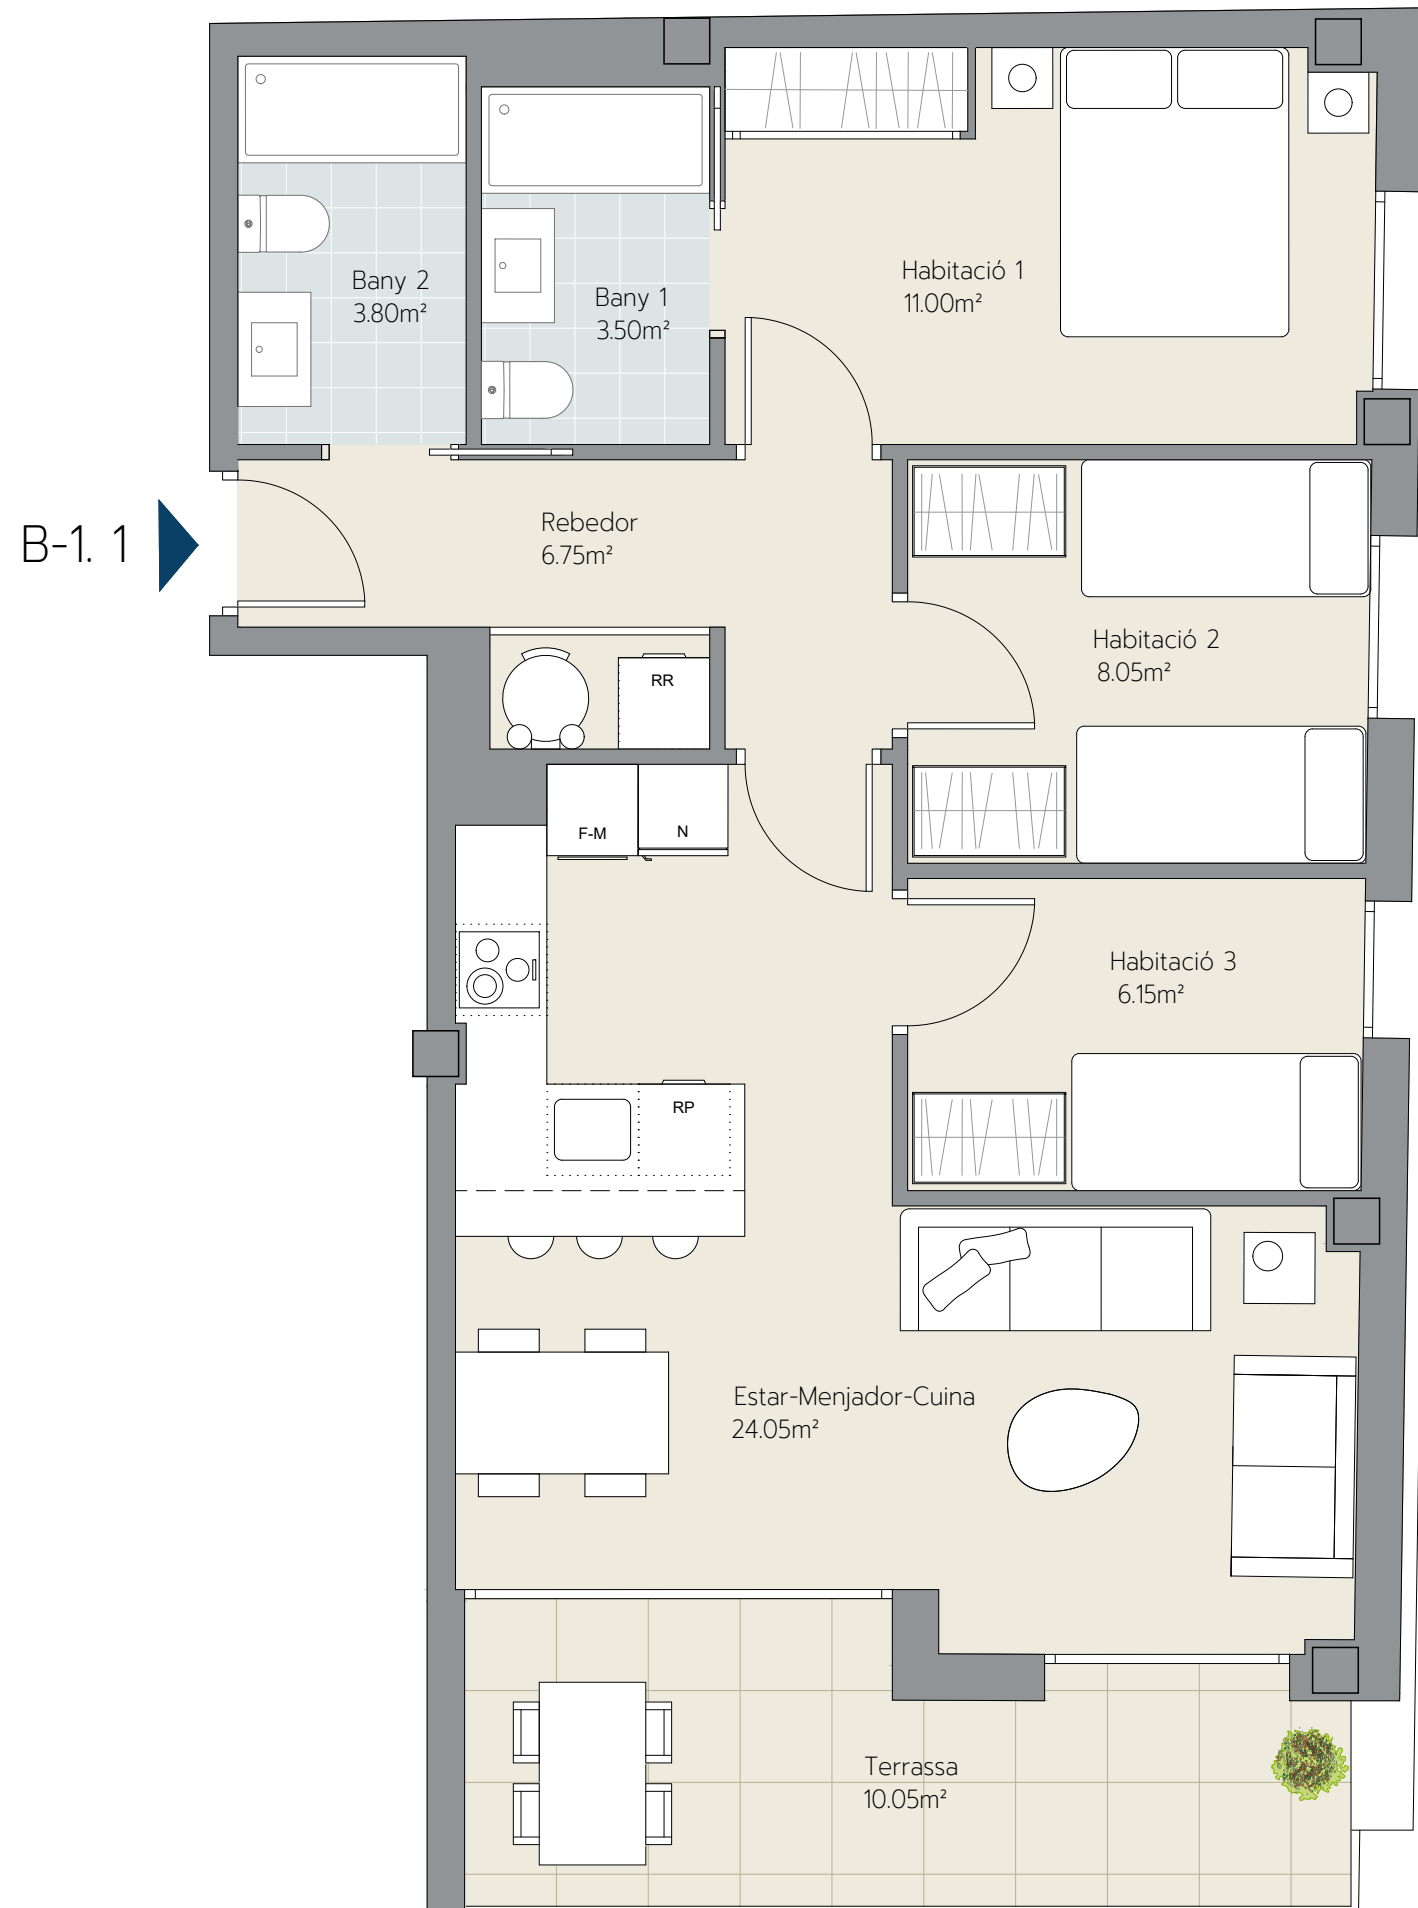 Bany 2
3.80m²
Bany 1
3.50m²
Habitació 1
11.00m²
B-1. 1
Rebedor
6.75m²
RR
Habitació 2
8.05m²
F-M
N
Habitació 3
6.15m²
RP
Estar-Menjador-Cuina
24.05m²
Terrassa
10.05m²